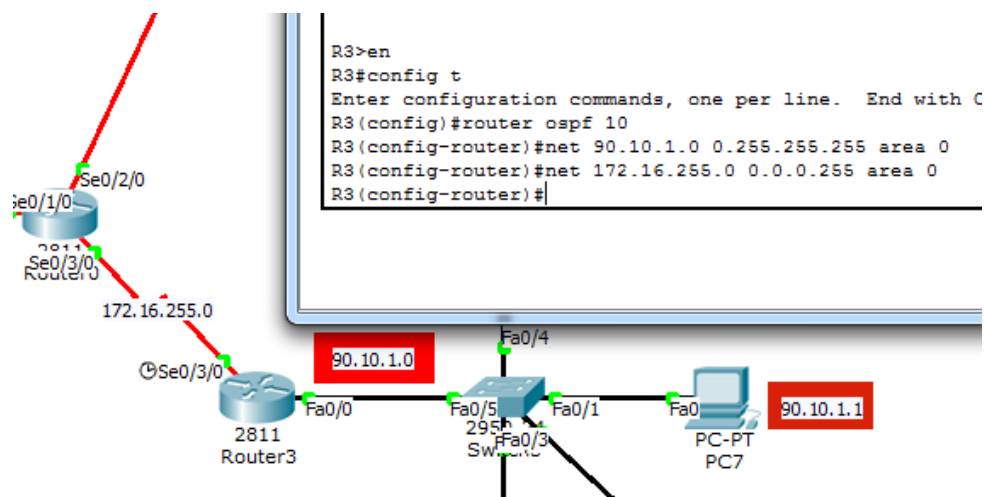 R3>en
R3#config t
Enter configuration commands, one per line. End with
R3(config)#router ospf 10
R3(config-router)#net 90.10.1.0 0.255.255.255 area 0
R3(config-router)#net 172.16.255.0 0.0.0.255 area 0
R3(config-router)#
Se0/2/0
Se0/1/0
2811
Se0/3/0
172.16.255.0
Fa0/4
Se0/3/0
90.10.1.0
Fa0/0
Fa0/5
Fa0/1
Fa0
90.10.1.1
Fa0/3
2811
Router3
PC-PT
PC7